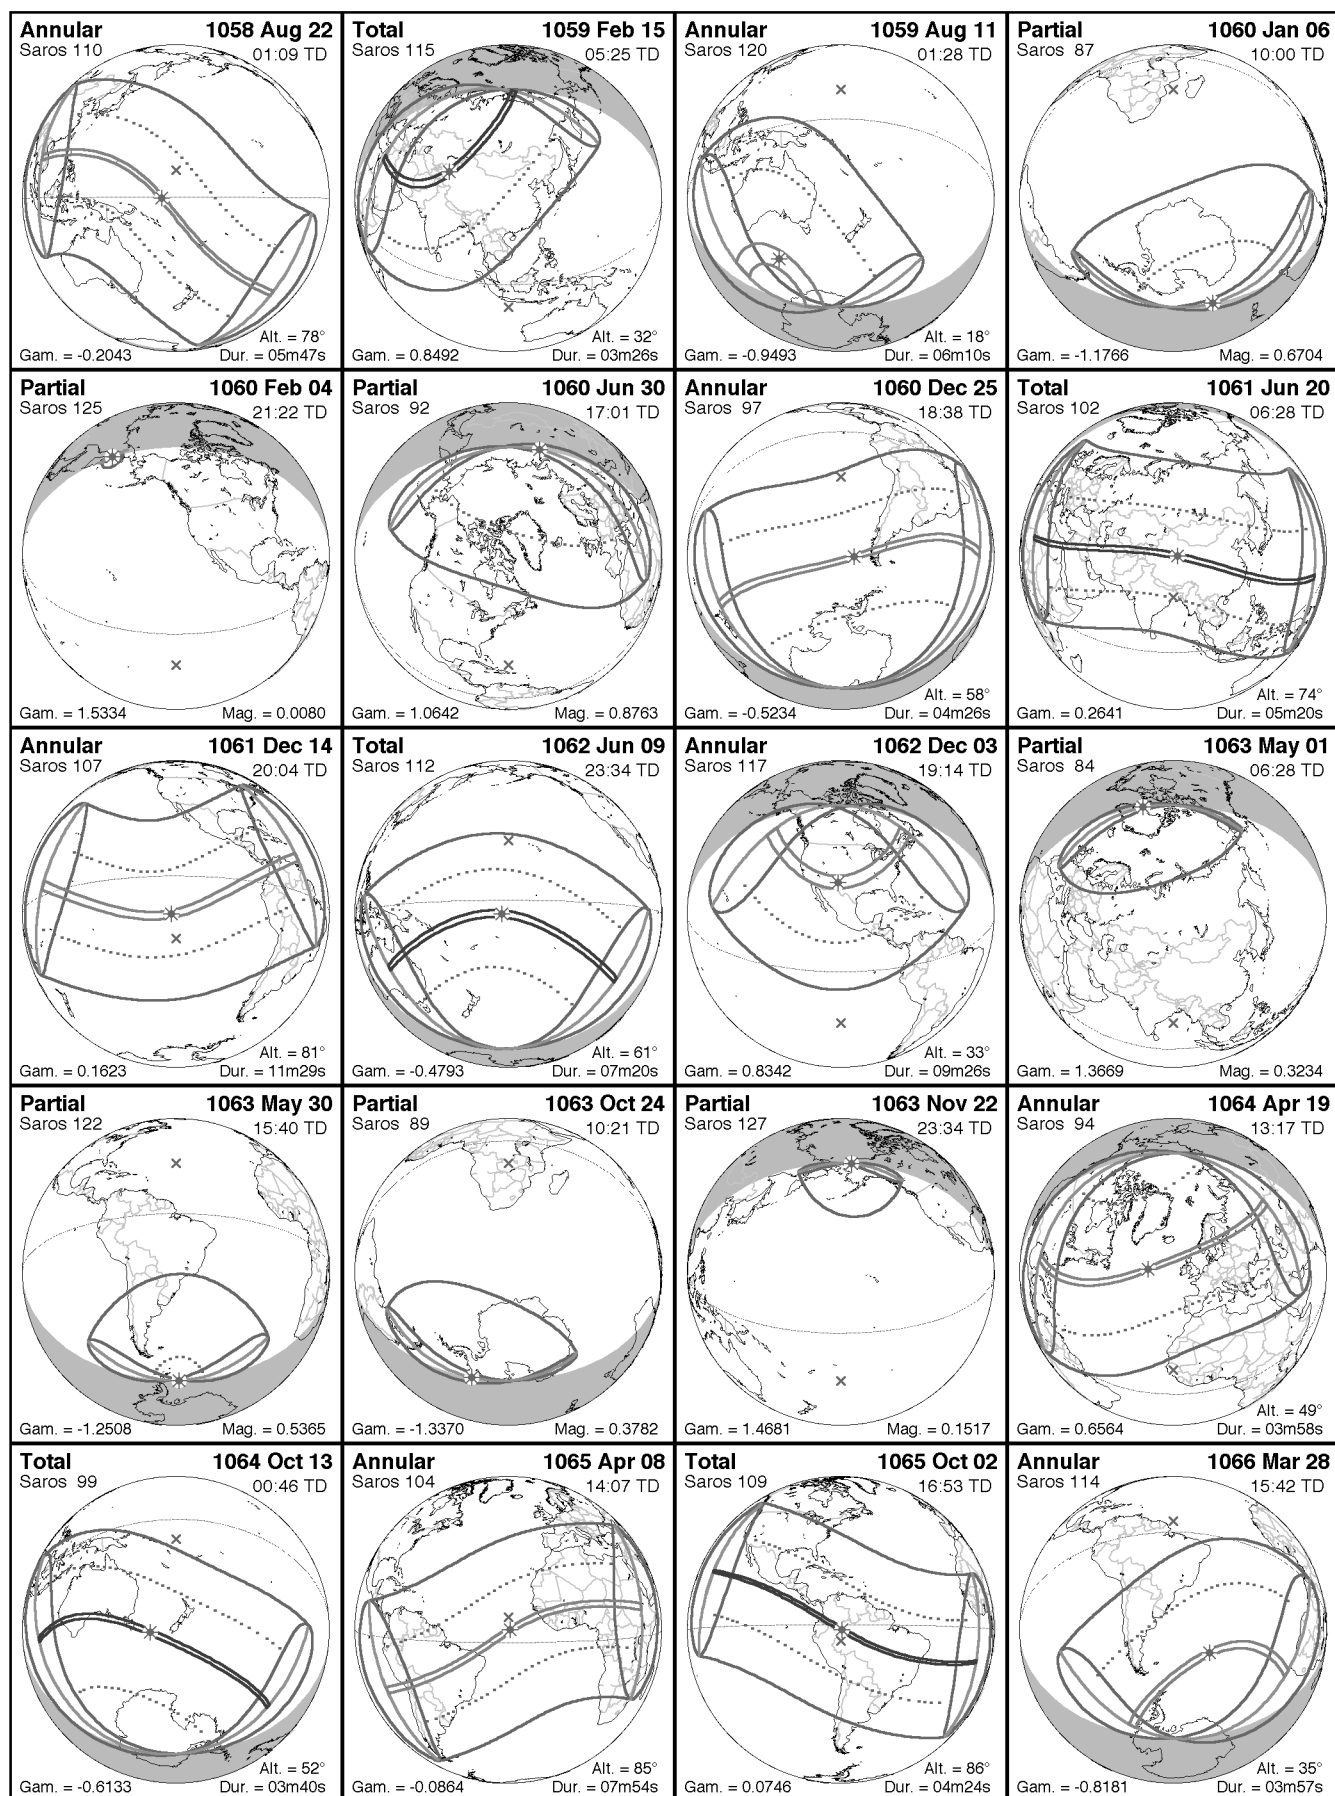 Annular 1058 Aug 22
Saros 110 01:09 TD
Alt. = 78°
Gam. = -0.2043 Dur. = 05m47s
Total 1059 Feb 15
Saros 115 05:25 TD
Alt. = 32°
Gam. = 0.8492 Dur. = 03m26s
Annular 1059 Aug 11
Saros 120 01:28 TD
Alt. = 18°
Gam. = -0.9493 Dur. = 06m10s
Partial 1060 Jan 06
Saros 87 10:00 TD
Gam. = -1.1766 Mag. = 0.6704
Partial 1060 Feb 04
Saros 125 21:22 TD
Gam. = 1.5334 Mag. = 0.0080
Partial 1060 Jun 30
Saros 92 17:01 TD
Gam. = 1.0642 Mag. = 0.8763
Annular 1060 Dec 25
Saros 97 18:38 TD
Alt. = 58°
Gam. = -0.5234 Dur. = 04m26s
Total 1061 Jun 20
Saros 102 06:28 TD
Alt. = 74°
Gam. = 0.2641 Dur. = 05m20s
Annular 1061 Dec 14
Saros 107 20:04 TD
Alt. = 81°
Gam. = 0.1623 Dur. = 11m29s
Total 1062 Jun 09
Saros 112 23:34 TD
Alt. = 61°
Gam. = -0.4793 Dur. = 07m20s
Annular 1062 Dec 03
Saros 117 19:14 TD
Alt. = 33°
Gam. = 0.8342 Dur. = 09m26s
Partial 1063 May 01
Saros 84 06:28 TD
Gam. = 1.3669 Mag. = 0.3234
Partial 1063 May 30
Saros 122 15:40 TD
Gam. = -1.2508 Mag. = 0.5365
Partial 1063 Oct 24
Saros 89 10:21 TD
Gam. = -1.3370 Mag. = 0.3782
Partial 1063 Nov 22
Saros 127 23:34 TD
Gam. = 1.4681 Mag. = 0.1517
Annular 1064 Apr 19
Saros 94 13:17 TD
Alt. = 49°
Gam. = 0.6564 Dur. = 03m58s
Total 1064 Oct 13
Saros 99 00:46 TD
Alt. = 52°
Gam. = -0.6133 Dur. = 03m40s
Annular 1065 Apr 08
Saros 104 14:07 TD
Alt. = 85°
Gam. = -0.0864 Dur. = 07m54s
Total 1065 Oct 02
Saros 109 16:53 TD
Alt. = 86°
Gam. = 0.0746 Dur. = 04m24s
Annular 1066 Mar 28
Saros 114 15:42 TD
Alt. = 35°
Gam. = -0.8181 Dur. = 03m57s